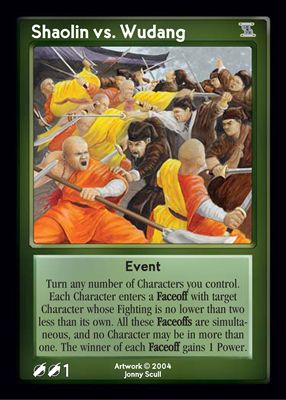 Shaolin vs. Wudang
Event
Turn any number of Characters you control.
Each Character enters a Faceoff with target
Character whose Fighting is no lower than two
less than its own. All these Faceoffs are simulta-
neous, and no Character may be in more than
one. The winner of each Faceoff gains 1 Power.
Artwork © 2004
Jonny Scull
1